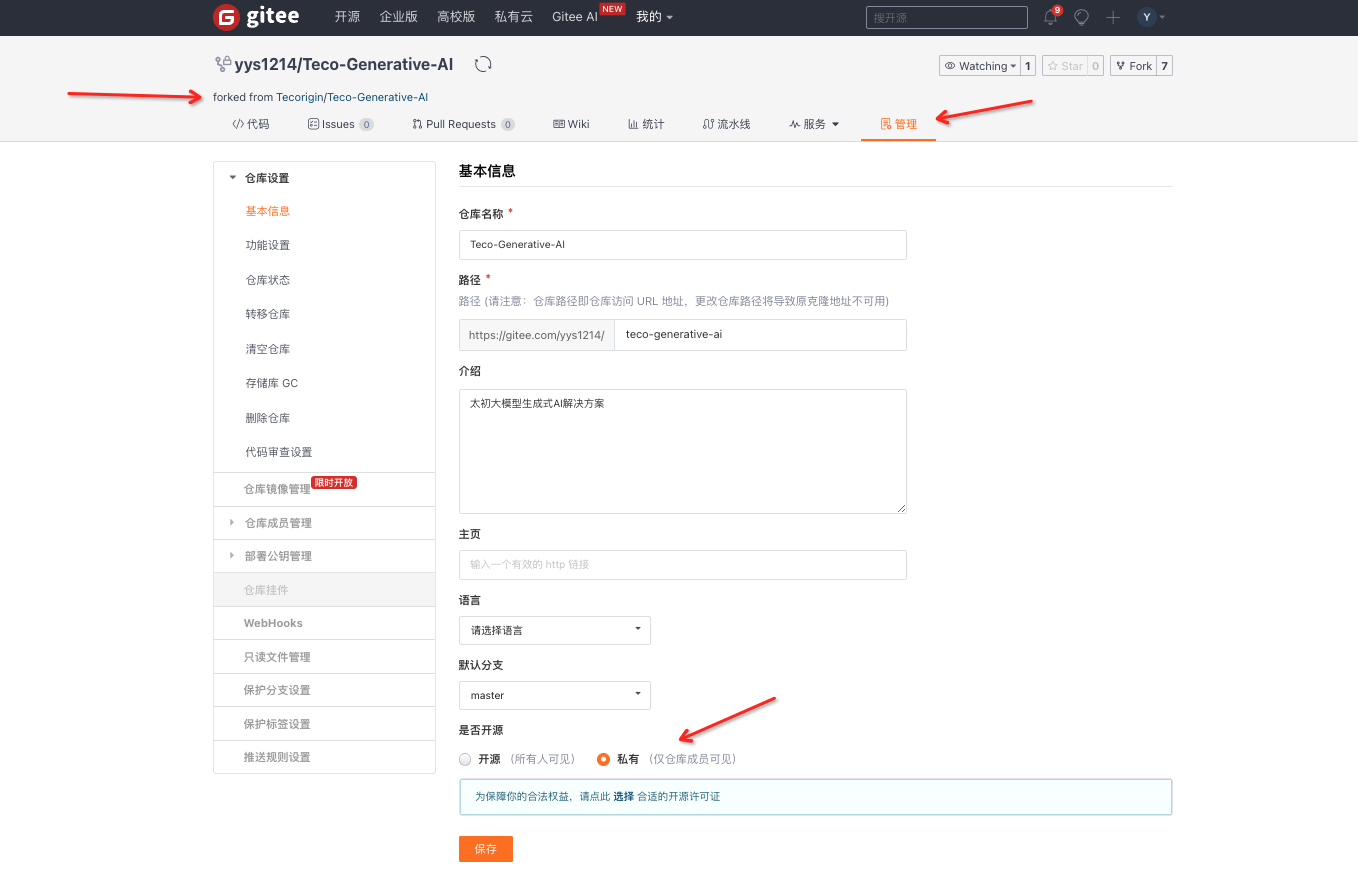 gitee 开源 企业版 高校版 私有云 Gitee AI NEW 我的 搜开源 9 Y
yys1214/Teco-Generative-AI Watching 1 Star 0 Fork 7
forked from Tecorigin/Teco-Generative-AI
代码 Issues 0 Pull Requests 0 Wiki 统计 流水线 服务 管理
仓库设置
基本信息
功能设置
仓库状态
转移仓库
清空仓库
存储库 GC
删除仓库
代码审查设置
仓库镜像管理 限时开放
仓库成员管理
部署公钥管理
仓库挂件
WebHooks
只读文件管理
保护分支设置
保护标签设置
推送规则设置
基本信息
仓库名称 *
Teco-Generative-AI
路径 *
路径 (请注意：仓库路径即仓库访问 URL 地址，更改仓库路径将导致原克隆地址不可用)
https://gitee.com/yys1214/ teco-generative-ai
介绍
太初大模型生成式AI解决方案
主页
输入一个有效的 http 链接
语言
请选择语言
默认分支
master
是否开源
开源 (所有人可见) 私有 (仅仓库成员可见)
为保障你的合法权益，请点此 选择 合适的开源许可证
保存